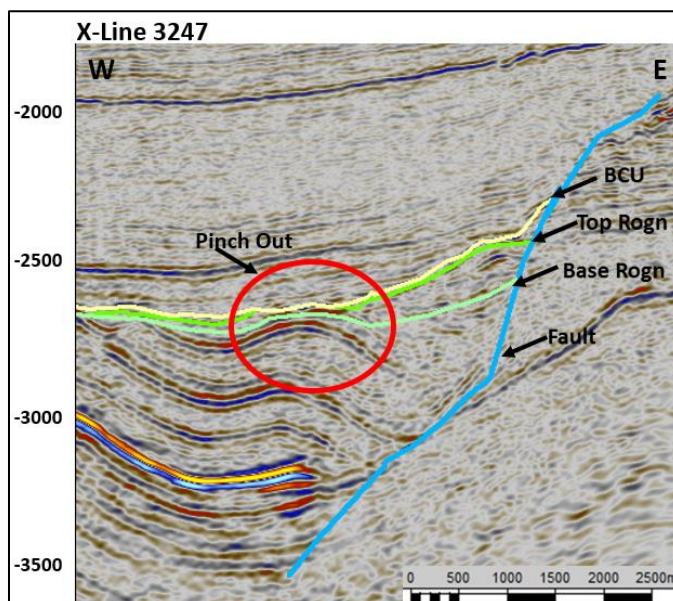 X-Line 3247
W
E
-2000
BCU
Top Rogn
Pinch Out
-2500
Base Rogn
Fault
-3000
-3500
0 500 1000 1500 2000 2500m